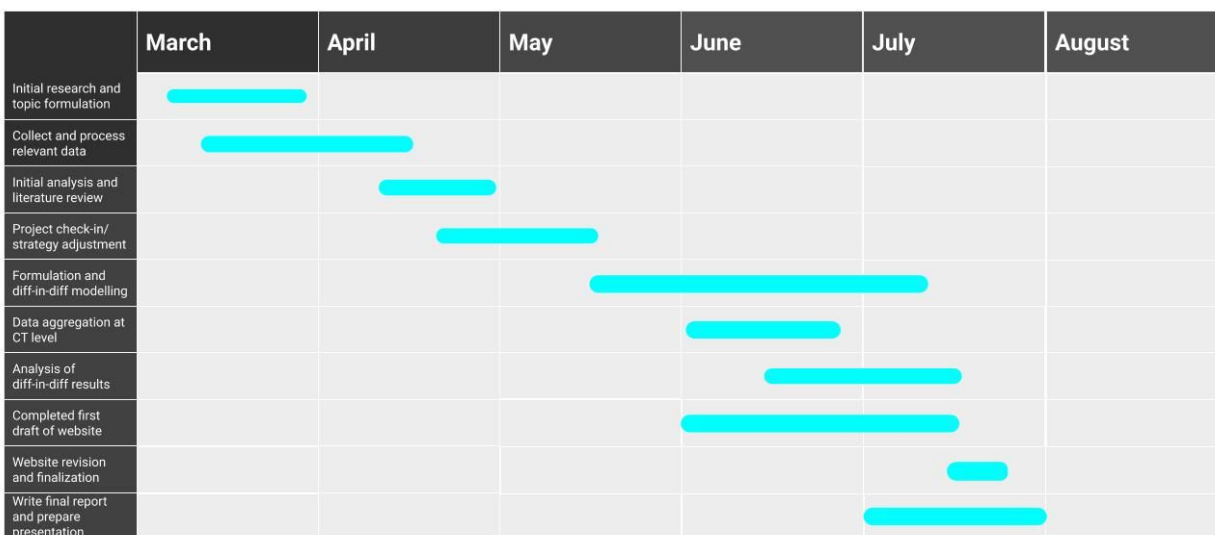 March April May June July August
Initial research and
topic formulation
Collect and process
relevant data
Initial analysis and
literature review
Project check-in/
strategy adjustment
Formulation and
diff-in-diff modelling
Data aggregation at
CT level
Analysis of
diff-in-diff results
Completed first
draft of website
Website revision
and finalization
Write final report
and prepare
presentation